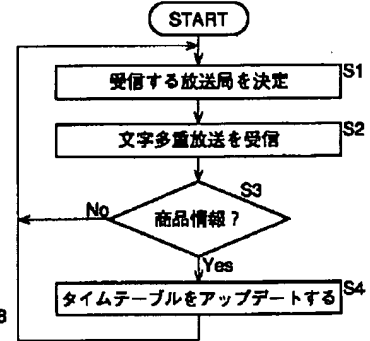 START
受信する放送局を決定
S1
文字多重放送を受信
S2
商品情報?
S3
No
Yes
タイムテーブルをアップデートする
S4
8